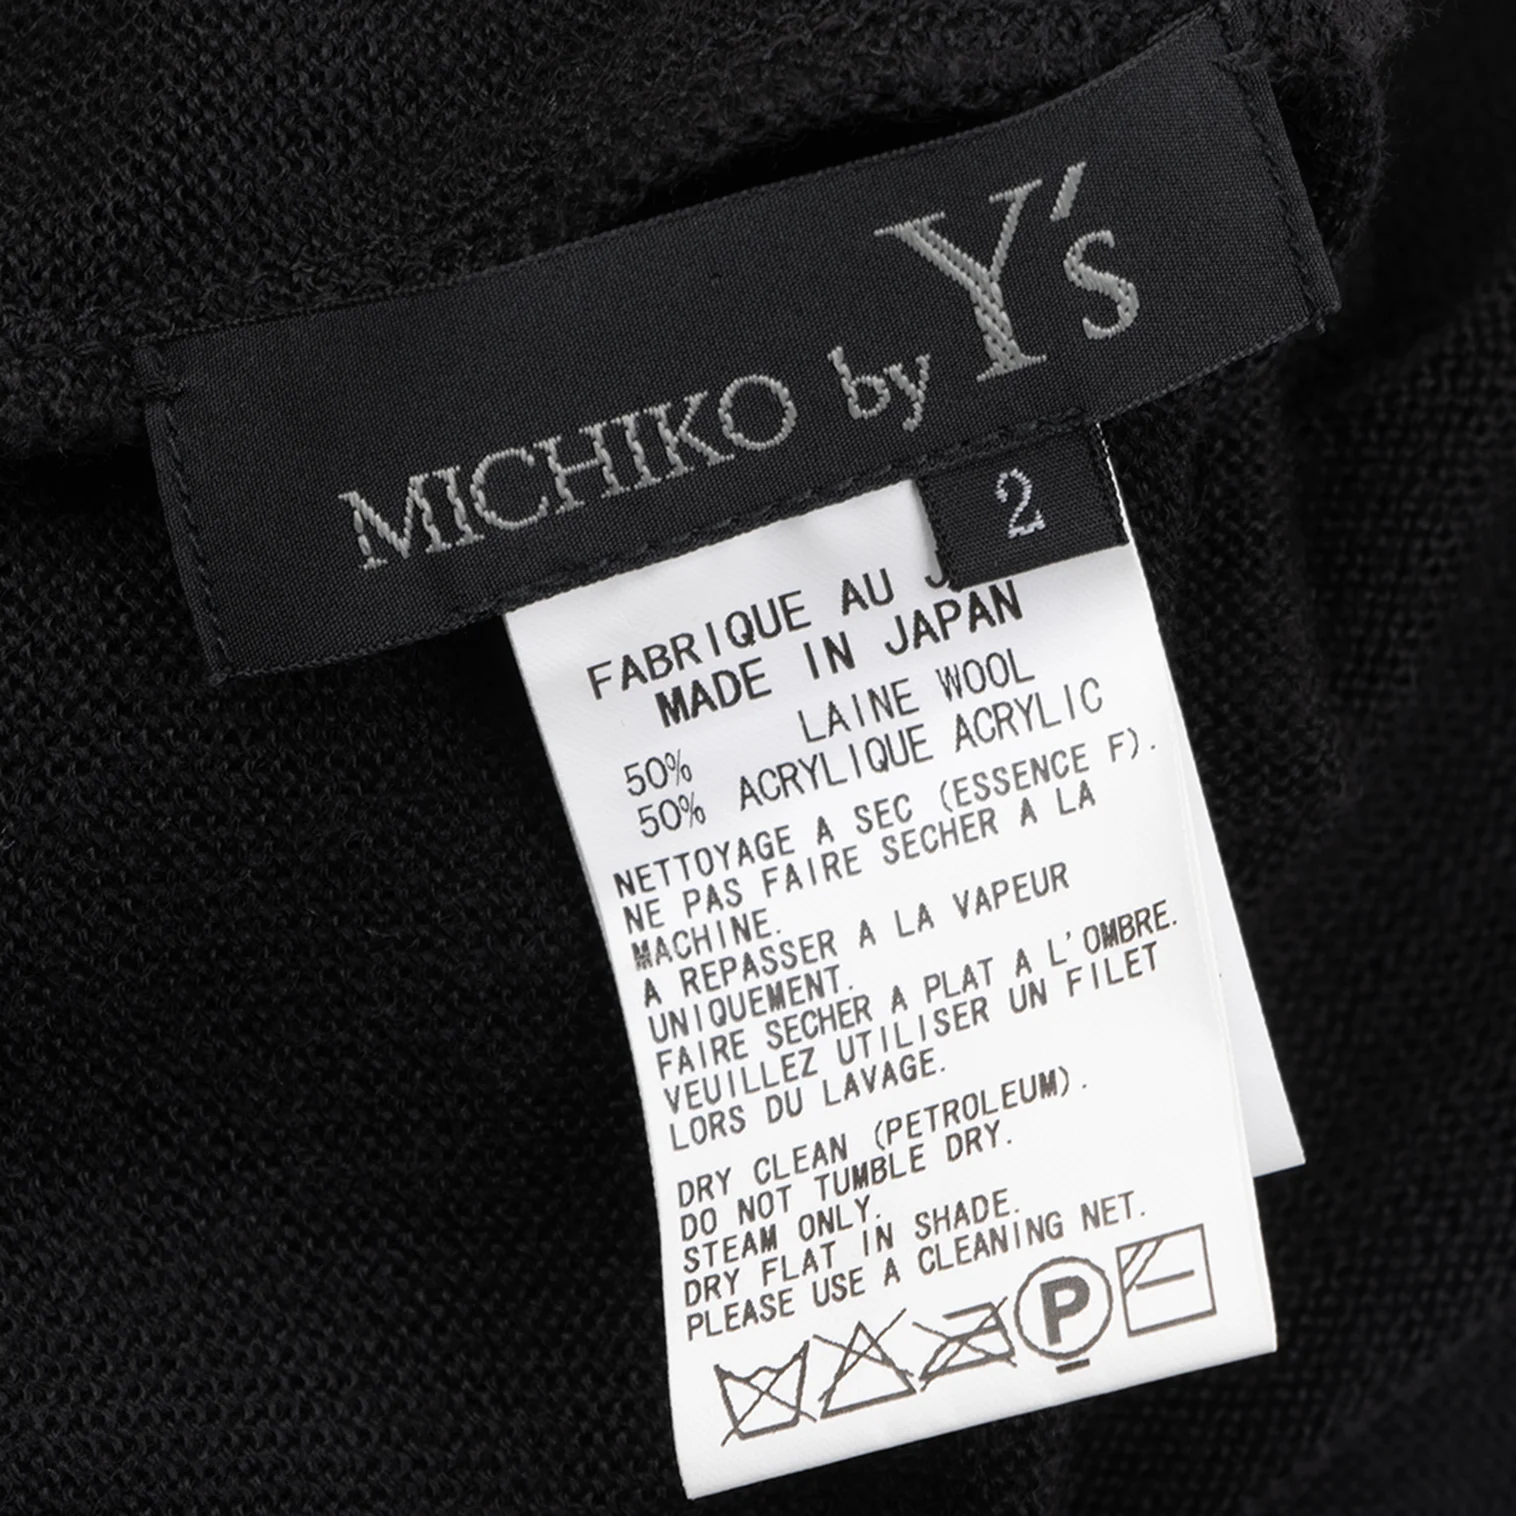 MICHIKO by Y's
2
FABRIQUE AU
MADE IN JAPAN
50% LAINE WOOL
50% ACRYLIQUE ACRYLIC
NETTOYAGE A SEC (ESSENCE F).
NE PAS FAIRE SECHER A LA
MACHINE.
A REPASSER A LA VAPEUR
UNIQUEMENT.
FAIRE SECHER A PLAT A L'OMBRE.
VEUILLEZ UTILISER UN FILET
LORS DU LAVAGE.
DRY CLEAN (PETROLEUM).
DO NOT TUMBLE DRY.
STEAM ONLY.
DRY FLAT IN SHADE.
PLEASE USE A CLEANING NET.
P